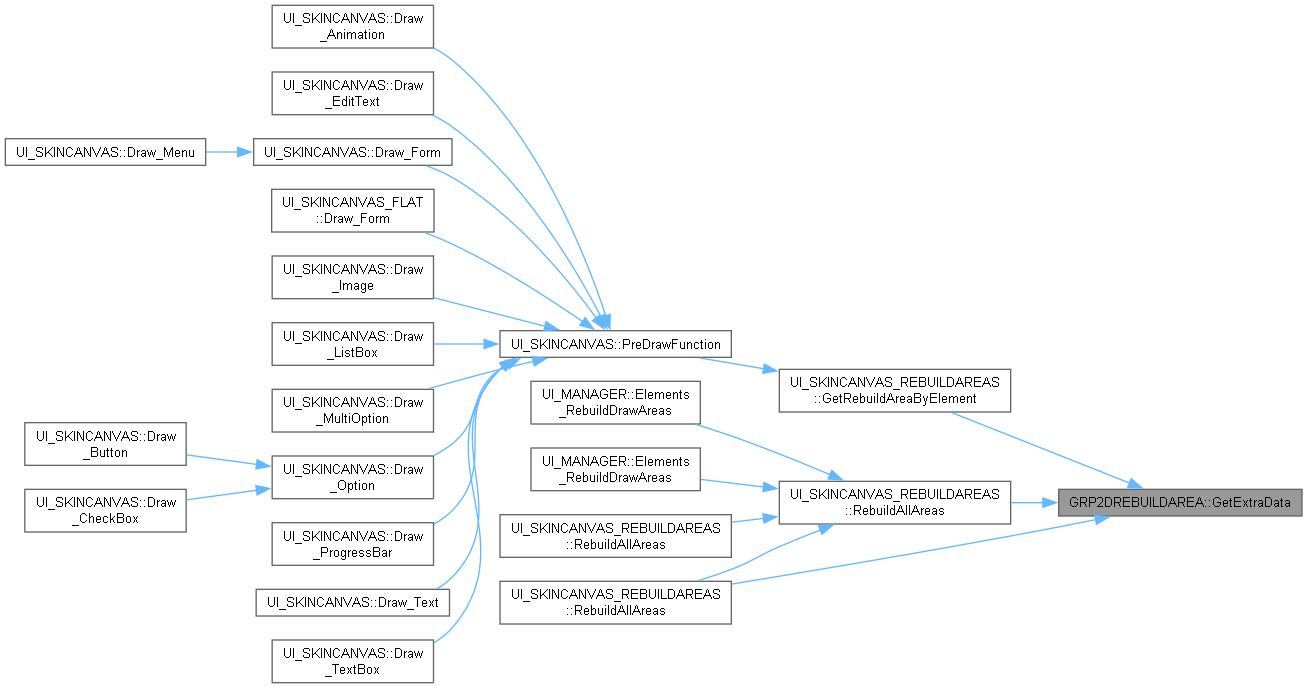 UI_SKINCANVAS::Draw
_Animation
UI_SKINCANVAS::Draw
_EditText
UI_SKINCANVAS::Draw_Menu
UI_SKINCANVAS::Draw_Form
UI_SKINCANVAS_FLAT
::Draw_Form
UI_SKINCANVAS::Draw
_Image
UI_SKINCANVAS::Draw
_ListBox
UI_SKINCANVAS::PreDrawFunction
UI_SKINCANVAS_REBUILDAREAS
::GetRebuildAreaByElement
UI_SKINCANVAS::Draw
_MultiOption
UI_MANAGER::Elements
_RebuildDrawAreas
UI_SKINCANVAS::Draw
_Button
UI_SKINCANVAS::Draw
_Option
UI_MANAGER::Elements
_RebuildDrawAreas
UI_SKINCANVAS_REBUILDAREAS
::RebuildAllAreas
GRP2DREBUILDAREA::GetExtraData
UI_SKINCANVAS::Draw
_CheckBox
UI_SKINCANVAS::Draw
_ProgressBar
UI_SKINCANVAS_REBUILDAREAS
::RebuildAllAreas
UI_SKINCANVAS::Draw_Text
UI_SKINCANVAS_REBUILDAREAS
::RebuildAllAreas
UI_SKINCANVAS::Draw
_TextBox